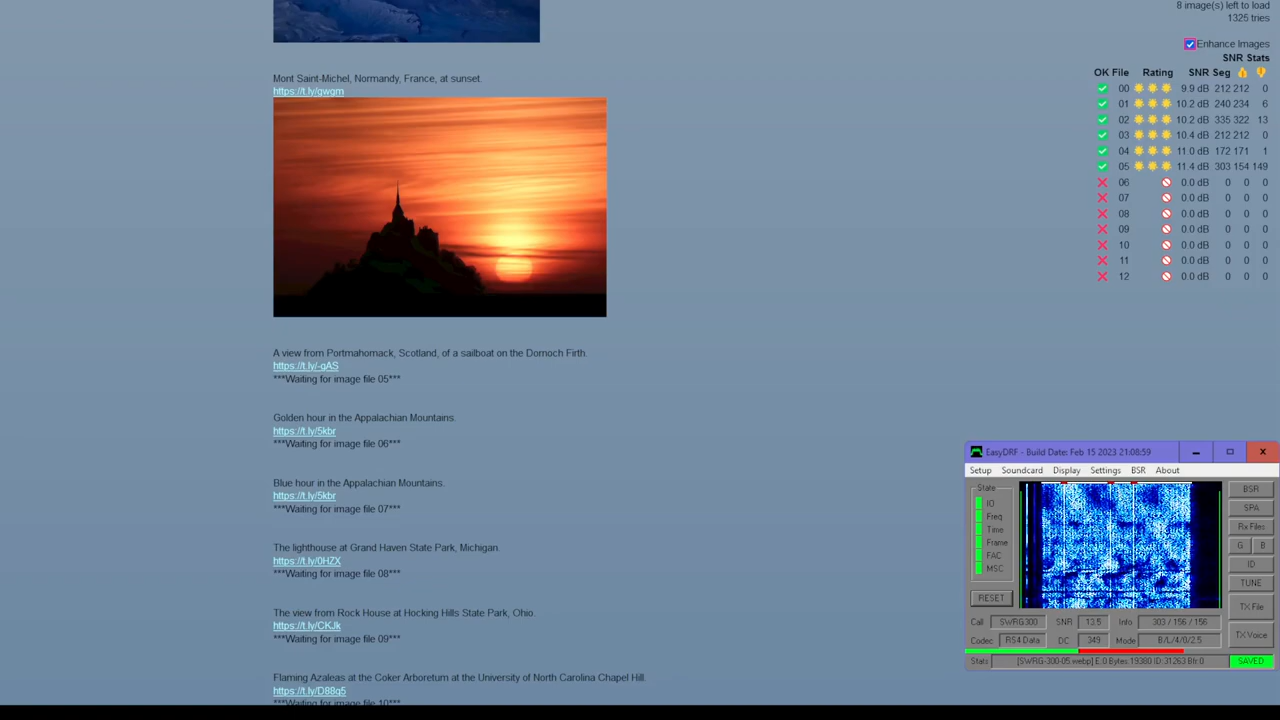 8 image(s) left to load
1325 tries
Enhance Images
SNR Stats
OK File Rating SNR Seg
00 9.9 dB 212 212 0
01 10.2 dB 240 234 6
02 10.2 dB 335 322 13
03 10.4 dB 212 212 0
04 11.0 dB 172 171 1
05 11.4 dB 303 154 149
06 0.0 dB 0 0 0
07 0.0 dB 0 0 0
08 0.0 dB 0 0 0
09 0.0 dB 0 0 0
10 0.0 dB 0 0 0
11 0.0 dB 0 0 0
12 0.0 dB 0 0 0
Mont Saint-Michel, Normandy, France, at sunset.
https://t.ly/gwgm
A view from Portmahomack, Scotland, of a sailboat on the Dornoch Firth.
https://t.ly/-qAS
***Waiting for image file 05***
Golden hour in the Appalachian Mountains.
https://t.ly/5kbr
***Waiting for image file 06***
Blue hour in the Appalachian Mountains.
https://t.ly/5kbr
***Waiting for image file 07***
The lighthouse at Grand Haven State Park, Michigan.
https://t.ly/0HZX
***Waiting for image file 08***
The view from Rock House at Hocking Hills State Park, Ohio.
https://t.ly/CKJk
***Waiting for image file 09***
Flaming Azaleas at the Coker Arboretum at the University of North Carolina Chapel Hill.
https://t.ly/D88g5
***Waiting for image file 10***
EasyDRF - Build Date: Feb 15 2023 21:08:59
Setup Soundcard Display Settings BSR About
State
IO
Freq
Time
Frame
FAC
MSC
RESET
BSR
SPA
Rx Files
G B
ID
TUNE
TX File
TX Voice
Call SWRG300 SNR 13.5 Info 303 / 156 / 156
Codec RS4 Data DC: 349 Mode B/L/4/0/2.5
Stats [SWRG-300-05.webp] E:0 Bytes:19380 ID:31263 Bfr:0 SAVED